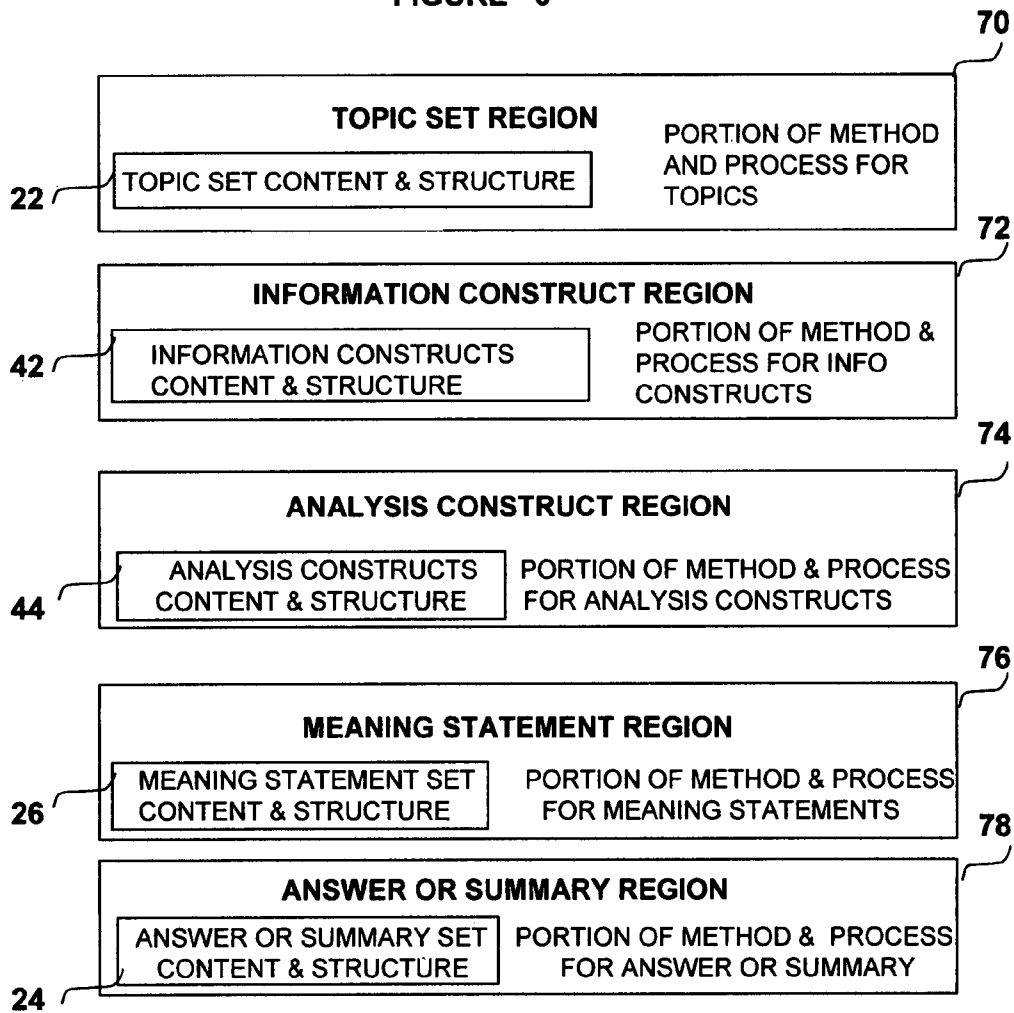 70
TOPIC SET REGION
PORTION OF METHOD
AND PROCESS FOR
TOPICS
TOPIC SET CONTENT & STRUCTURE
22
72
INFORMATION CONSTRUCT REGION
PORTION OF METHOD &
PROCESS FOR INFO
CONSTRUCTS
INFORMATION CONSTRUCTS
CONTENT & STRUCTURE
42
74
ANALYSIS CONSTRUCT REGION
ANALYSIS CONSTRUCTS
CONTENT & STRUCTURE
PORTION OF METHOD & PROCESS
FOR ANALYSIS CONSTRUCTS
44
76
MEANING STATEMENT REGION
MEANING STATEMENT SET
CONTENT & STRUCTURE
PORTION OF METHOD & PROCESS
FOR MEANING STATEMENTS
26
78
ANSWER OR SUMMARY REGION
ANSWER OR SUMMARY SET
CONTENT & STRUCTURE
PORTION OF METHOD & PROCESS
FOR ANSWER OR SUMMARY
24